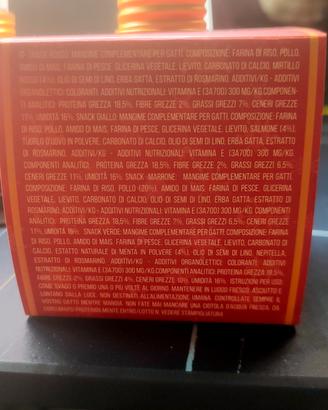 SNACK ROSSO: MANGIME COMPLEMENTARE PER GATTI. COMPOSIZIONE: FARINA DI RISO, POLLO,
AMIDO DI MAIS, FARINA DI PESCE, GLICERINA VEGETALE, LIEVITO, CARBONATO DI CALCIO, MIRTILLO
ROSSO (4%), OLIO DI SEMI DI LINO, ERBA GATTA, ESTRATTO DI ROSMARINO. ADDITIVI/KG - ADDITIVI
ORGANOLETTICI: COLORANTI. ADDITIVI NUTRIZIONALI: VITAMINA E (3A700) 300 MG/KG. COMPONEN-
TI ANALITICI: PROTEINA GREZZA 18.5%, FIBRE GREZZE 2%, GRASSI GREZZI 7%, CENERI GREZZE
11%, UMIDITÀ 16%. SNACK GIALLO: MANGIME COMPLEMENTARE PER GATTI. COMPOSIZIONE: FARINA
DI RISO, POLLO, AMIDO DI MAIS, FARINA DI PESCE, GLICERINA VEGETALE, LIEVITO, SALMONE (4%),
TUORLO D'UOVO IN POLVERE, CARBONATO DI CALCIO, OLIO DI SEMI DI LINO, ERBA GATTA, ESTRATTO
DI ROSMARINO. ADDITIVI/KG - ADDITIVI NUTRIZIONALI: VITAMINA E (3A700) 300 MG/KG.
COMPONENTI ANALITICI: PROTEINA GREZZA 18.5%, FIBRE GREZZE 2%, GRASSI GREZZI 6.5%,
CENERI GREZZE 11%, UMIDITÀ 16%. SNACK MARRONE: MANGIME COMPLEMENTARE PER GATTI.
COMPOSIZIONE: FARINA DI RISO, POLLO (20%), AMIDO DI MAIS, FARINA DI PESCE, GLICERINA
VEGETALE, LIEVITO, CARBONATO DI CALCIO, OLIO DI SEMI DI LINO, ERBA GATTA, ESTRATTO DI
ROSMARINO. ADDITIVI/KG - ADDITIVI NUTRIZIONALI: VITAMINA E (3A700) 300 MG/KG. COMPONENTI
ANALITICI: PROTEINA GREZZA 18.5%, FIBRE GREZZE 7%, GRASSI GREZZI 6.5%, CENERI GREZZE
11%, UMIDITÀ 16%. SNACK VERDE: MANGIME COMPLEMENTARE PER GATTI. COMPOSIZIONE: FARINA DI
RISO, POLLO, AMIDO DI MAIS, FARINA DI PESCE, GLICERINA VEGETALE, LIEVITO, CARBONATO DI
CALCIO, ESTRATTO NATURALE DI MENTA IN POLVERE (4%), OLIO DI SEMI DI LINO, NEPITELLA,
ESTRATTO DI ROSMARINO. ADDITIVI/KG - ADDITIVI ORGANOLETTICI: COLORANTI. ADDITIVI
NUTRIZIONALI: VITAMINA E (3A700) 300 MG/KG. COMPONENTI ANALITICI: PROTEINA GREZZA 18.5%,
FIBRE GREZZE 2%, GRASSI GREZZI 4%, CENERI GREZZE 10%, UMIDITÀ 16%. ISTRUZIONI PER USO:
COME SVAGO O PREMIO UNA O PIÙ VOLTE AL GIORNO. MANTENERE IN LUOGO FRESCO, ASCIUTTO E
LONTANO DALLA LUCE. NON DESTINATI ALL'ALIMENTAZIONE UMANA. CONTROLLATE SEMPRE IL
VOSTRO GATTO MENTRE MANGIA. NON FATE MAI MANCARE UNA CIOTOLA D'ACQUA FRESCA. DA
CONSUMARSI PREFERIBILMENTE ENTRO/LOTTO N. VEDERE STAMPIGLIATURA